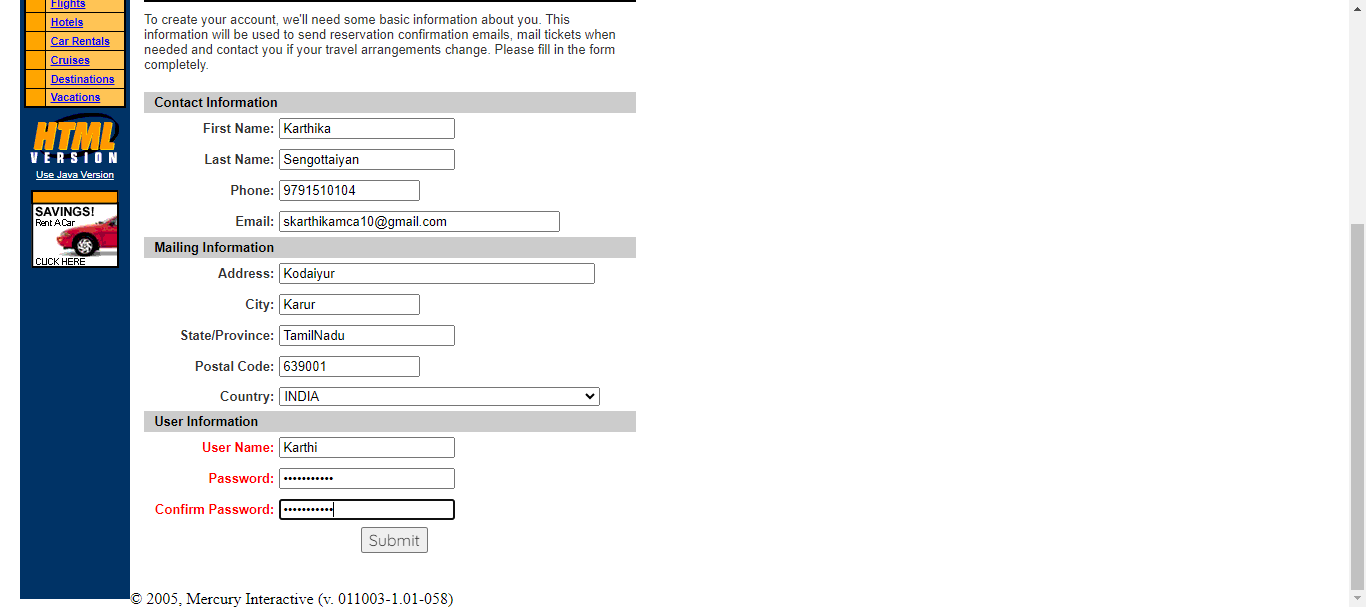 Flights
Hotels
Car Rentals
Cruises
Destinations
Vacations
HTML
VERSION
Use Java Version
SAVINGS!
Rent A Car
CLICK HERE
To create your account, we'll need some basic information about you. This
information will be used to send reservation confirmation emails, mail tickets when
needed and contact you if your travel arrangements change. Please fill in the form
completely.
Contact Information
First Name: Karthika
Last Name: Sengottaiyan
Phone: 9791510104
Email: skarthikamca10@gmail.com
Mailing Information
Address: Kodaiyur
City: Karur
State/Province: TamilNadu
Postal Code: 639001
Country: INDIA
User Information
User Name: Karthi
Password: •••••••••••
Confirm Password: •••••••••••
Submit
© 2005, Mercury Interactive (v. 011003-1.01-058)